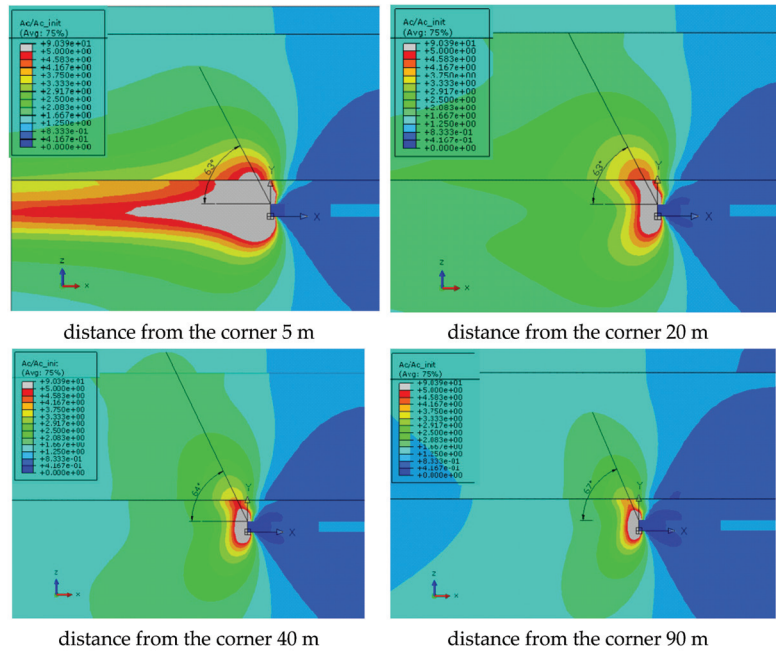 Ac/Ac_init
(Avg: 75%)
+9.039e+01
+5.000e+00
+4.583e+00
+4.167e+00
+3.750e+00
+3.333e+00
+2.917e+00
+2.500e+00
+2.083e+00
+1.667e+00
+1.250e+00
+8.333e-01
+4.167e-01
+0.000e+00
63°
Y
X
z
x
distance from the corner 5 m
Ac/Ac_init
(Avg: 75%)
+9.039e+01
+5.000e+00
+4.583e+00
+4.167e+00
+3.750e+00
+3.333e+00
+2.917e+00
+2.500e+00
+2.083e+00
+1.667e+00
+1.250e+00
+8.333e-01
+4.167e-01
+0.000e+00
63°
Y
X
z
x
distance from the corner 20 m
Ac/Ac_init
(Avg: 75%)
+9.039e+01
+5.000e+00
+4.583e+00
+4.167e+00
+3.750e+00
+3.333e+00
+2.917e+00
+2.500e+00
+2.083e+00
+1.667e+00
+1.250e+00
+8.333e-01
+4.167e-01
+0.000e+00
64°
Y
X
z
x
distance from the corner 40 m
Ac/Ac_init
(Avg: 75%)
+9.039e+01
+5.000e+00
+4.583e+00
+4.167e+00
+3.750e+00
+3.333e+00
+2.917e+00
+2.500e+00
+2.083e+00
+1.667e+00
+1.250e+00
+8.333e-01
+4.167e-01
+0.000e+00
67°
Y
X
z
x
distance from the corner 90 m